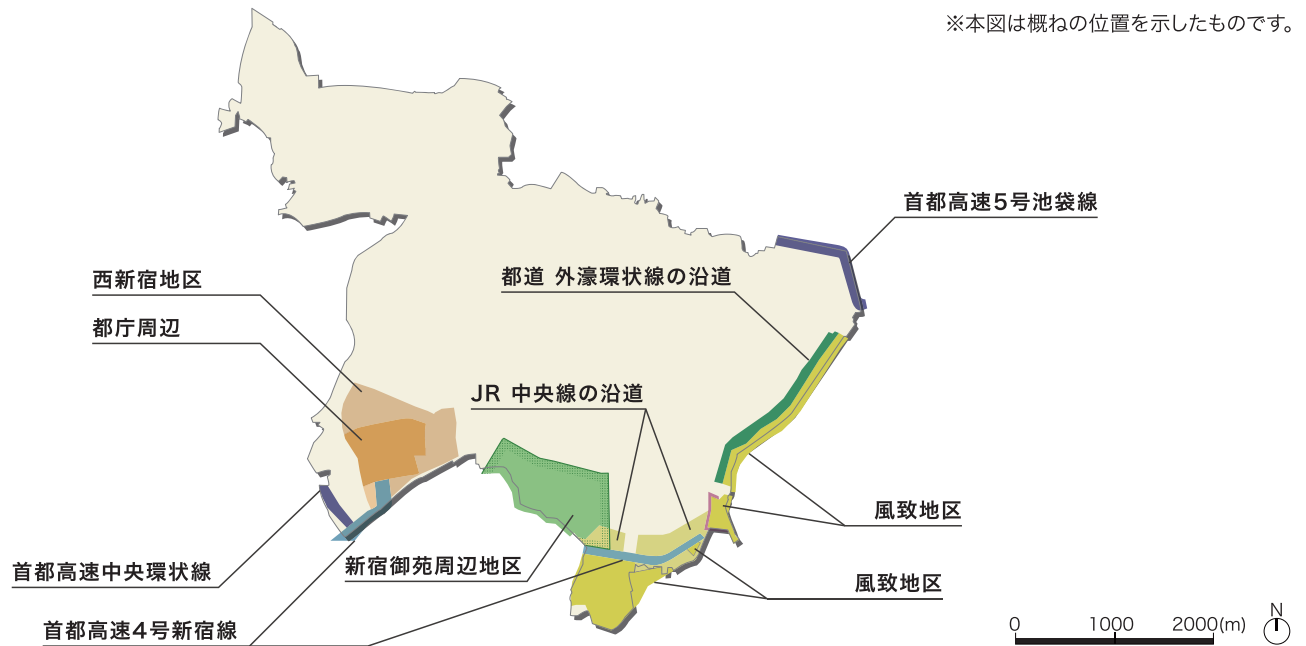 ※本図は概ねの位置を示したものです。
首都高速5号池袋線
都道 外濠環状線の沿道
西新宿地区
都庁周辺
JR 中央線の沿道
風致地区
新宿御苑周辺地区
首都高速中央環状線
風致地区
首都高速4号新宿線
0 1000 2000(m)
N